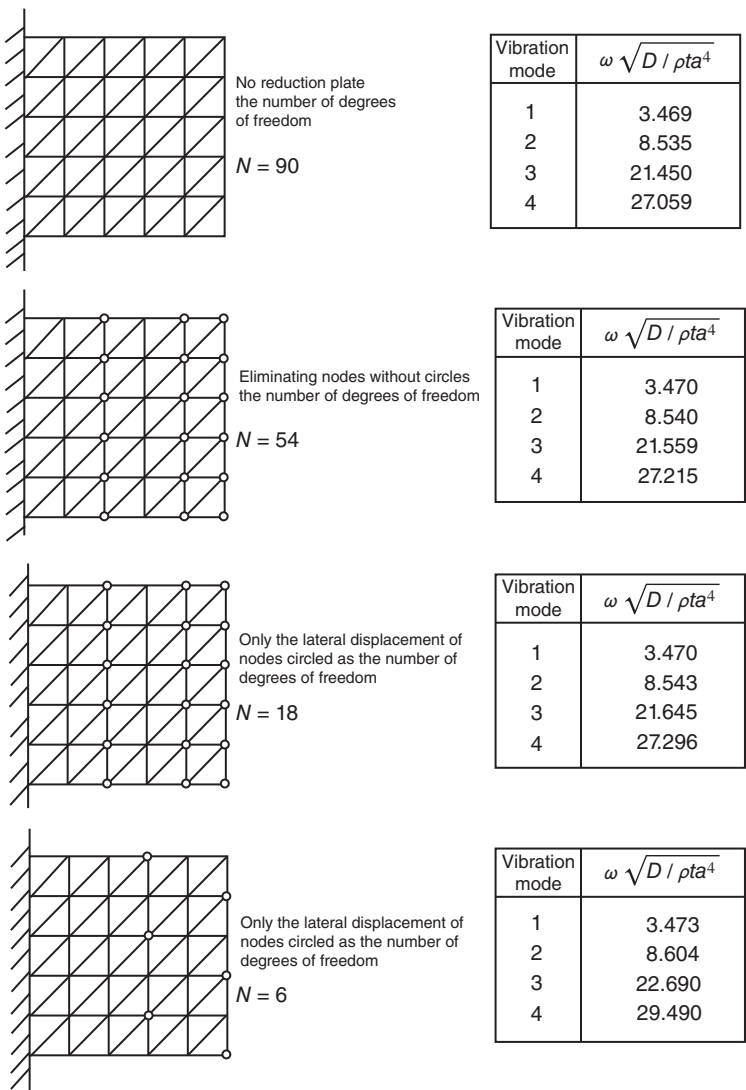 No reduction plate
the number of degrees
of freedom
N = 90
Vibration mode ω √D / ρta⁴
1 3.469
2 8.535
3 21.450
4 27.059
Eliminating nodes without circles
the number of degrees of freedom
N = 54
Vibration mode ω √D / ρta⁴
1 3.470
2 8.540
3 21.559
4 27.215
Only the lateral displacement of
nodes circled as the number of
degrees of freedom
N = 18
Vibration mode ω √D / ρta⁴
1 3.470
2 8.543
3 21.645
4 27.296
Only the lateral displacement of
nodes circled as the number of
degrees of freedom
N = 6
Vibration mode ω √D / ρta⁴
1 3.473
2 8.604
3 22.690
4 29.490